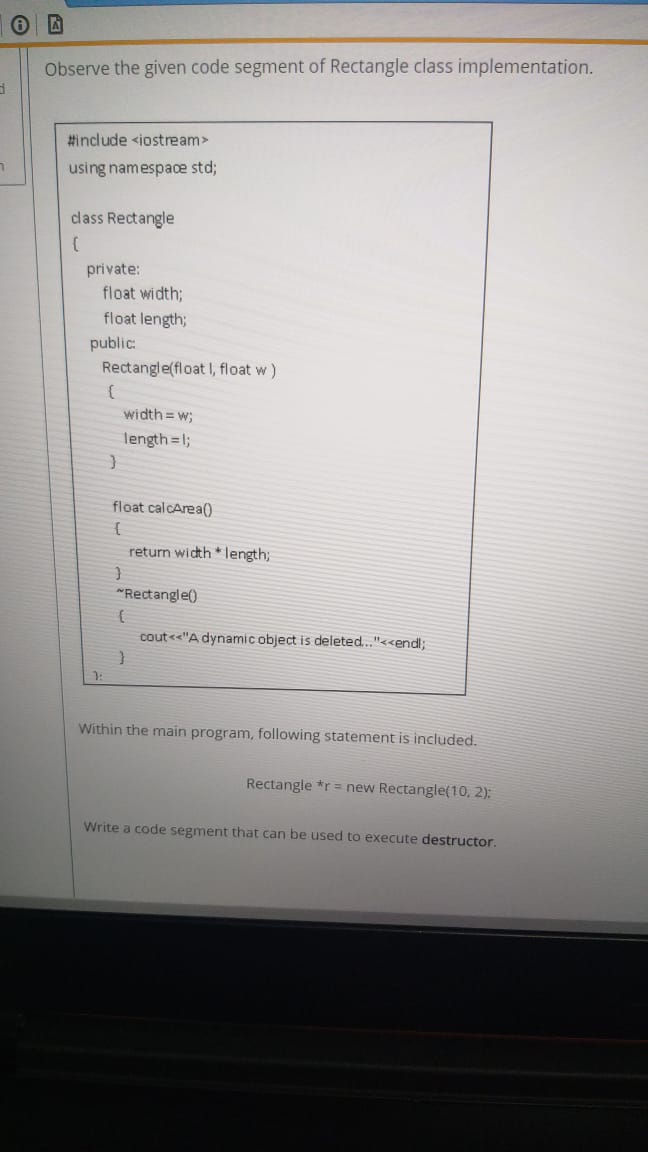 Observe the given code segment of Rectangle class implementation.
#include <iostream>
using namespace std;
class Rectangle
{
private:
float width;
float length;
public:
Rectangle(float l, float w )
{
width = w;
length = l;
}
float calcArea()
{
return width * length;
}
~Rectangle()
{
cout<<"A dynamic object is deleted..."<<endl;
}
};
Within the main program, following statement is included.
Rectangle *r = new Rectangle(10, 2);
Write a code segment that can be used to execute destructor.